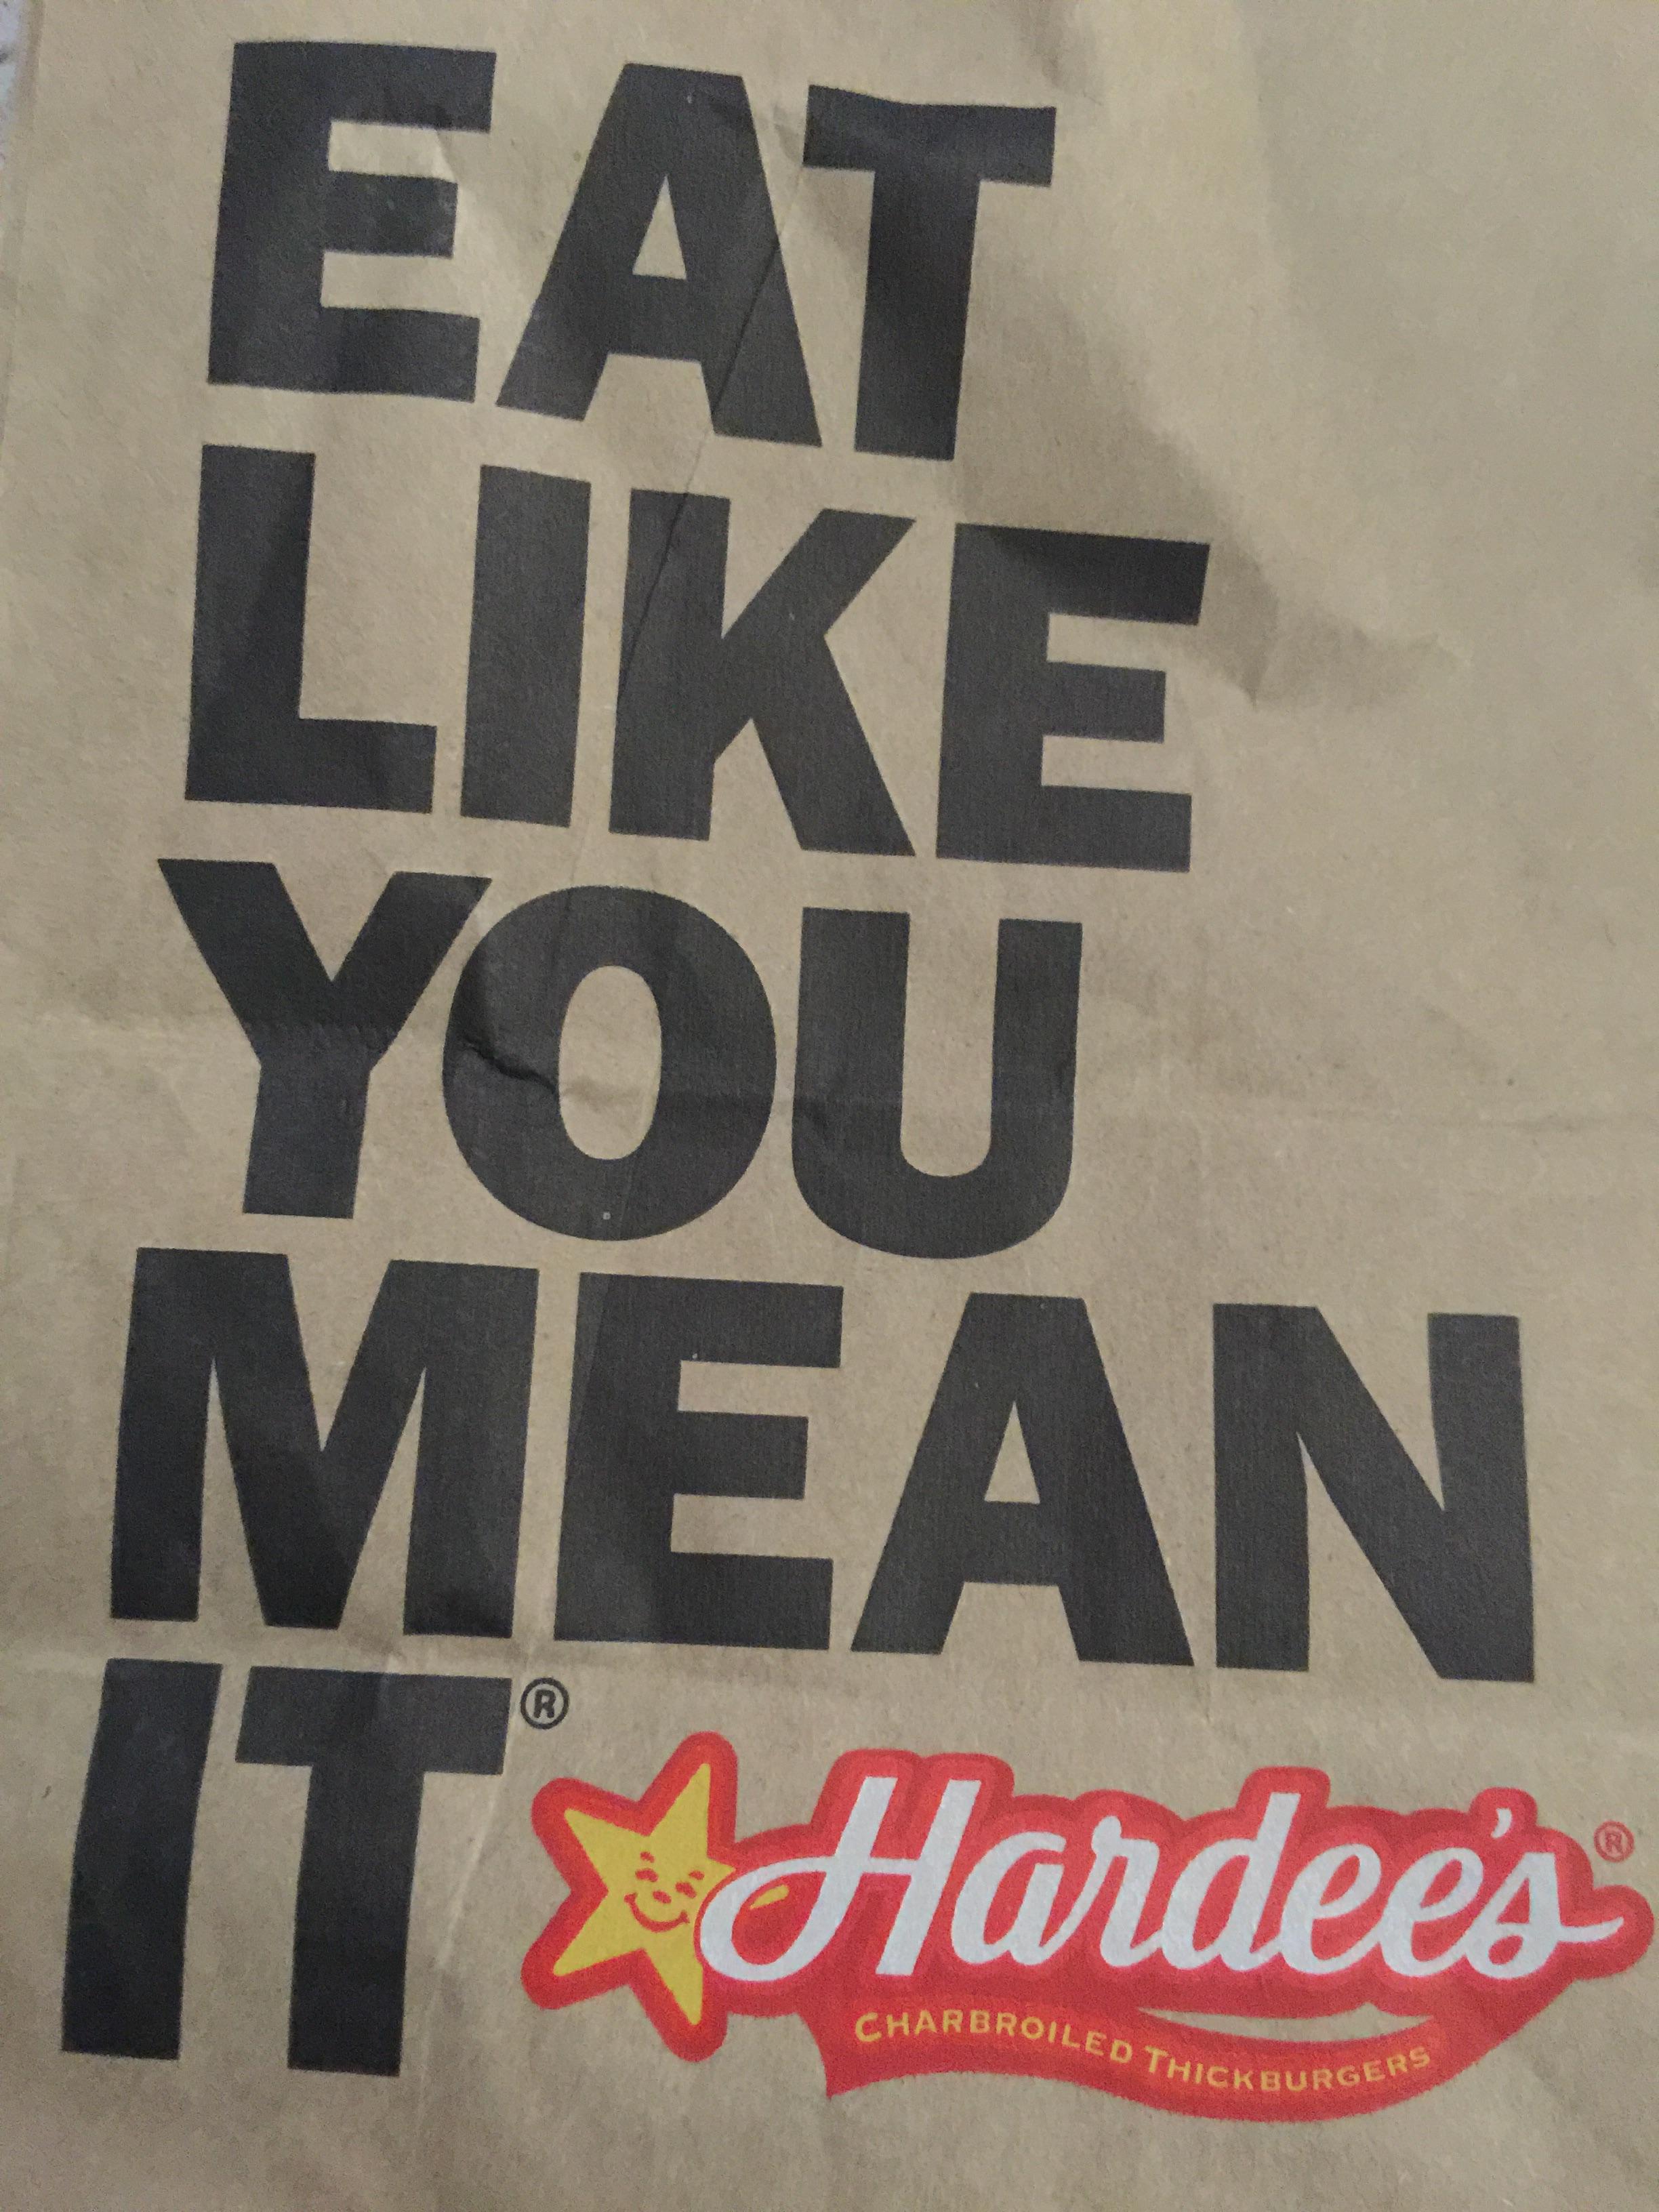 EAT
LIKE
YOU
MEAN
IT®
Hardee's®
CHARBROILED THICKBURGERS